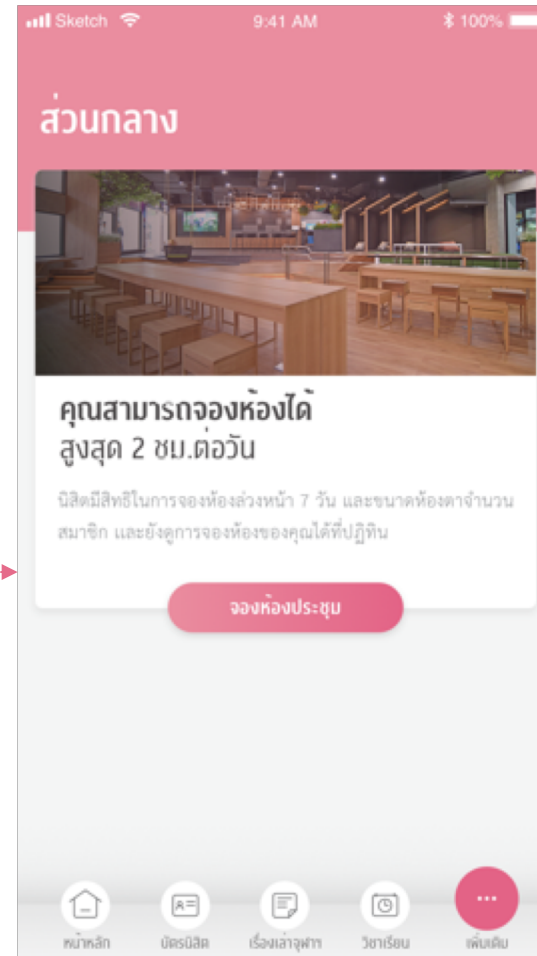 Sketch 9:41 AM 100%
ส่วนกลาง
คุณสามารถจองห้องได้
สูงสุด 2 ชม.ต่อวัน
นิสิตมีสิทธิในการจองห้องล่วงหน้า 7 วัน และขนาดห้องตาจำนวน
สมาชิก และยังดูการจองห้องของคุณได้ที่ปฏิทิน
จองห้องประชุม
หน้าหลัก บัตรนิสิต เรื่องเล่าจุฬาฯ วิชาเรียน เพิ่มเติม